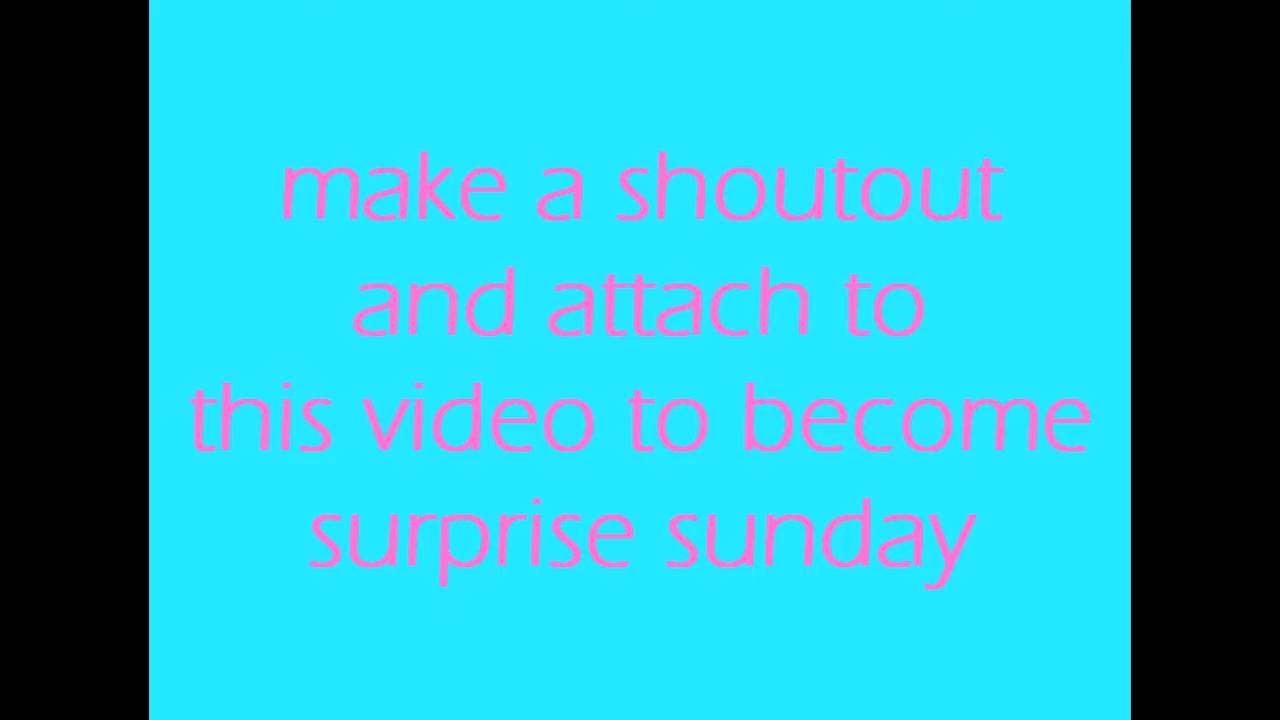 make a shoutout
and attach to
this video to become
surprise sunday